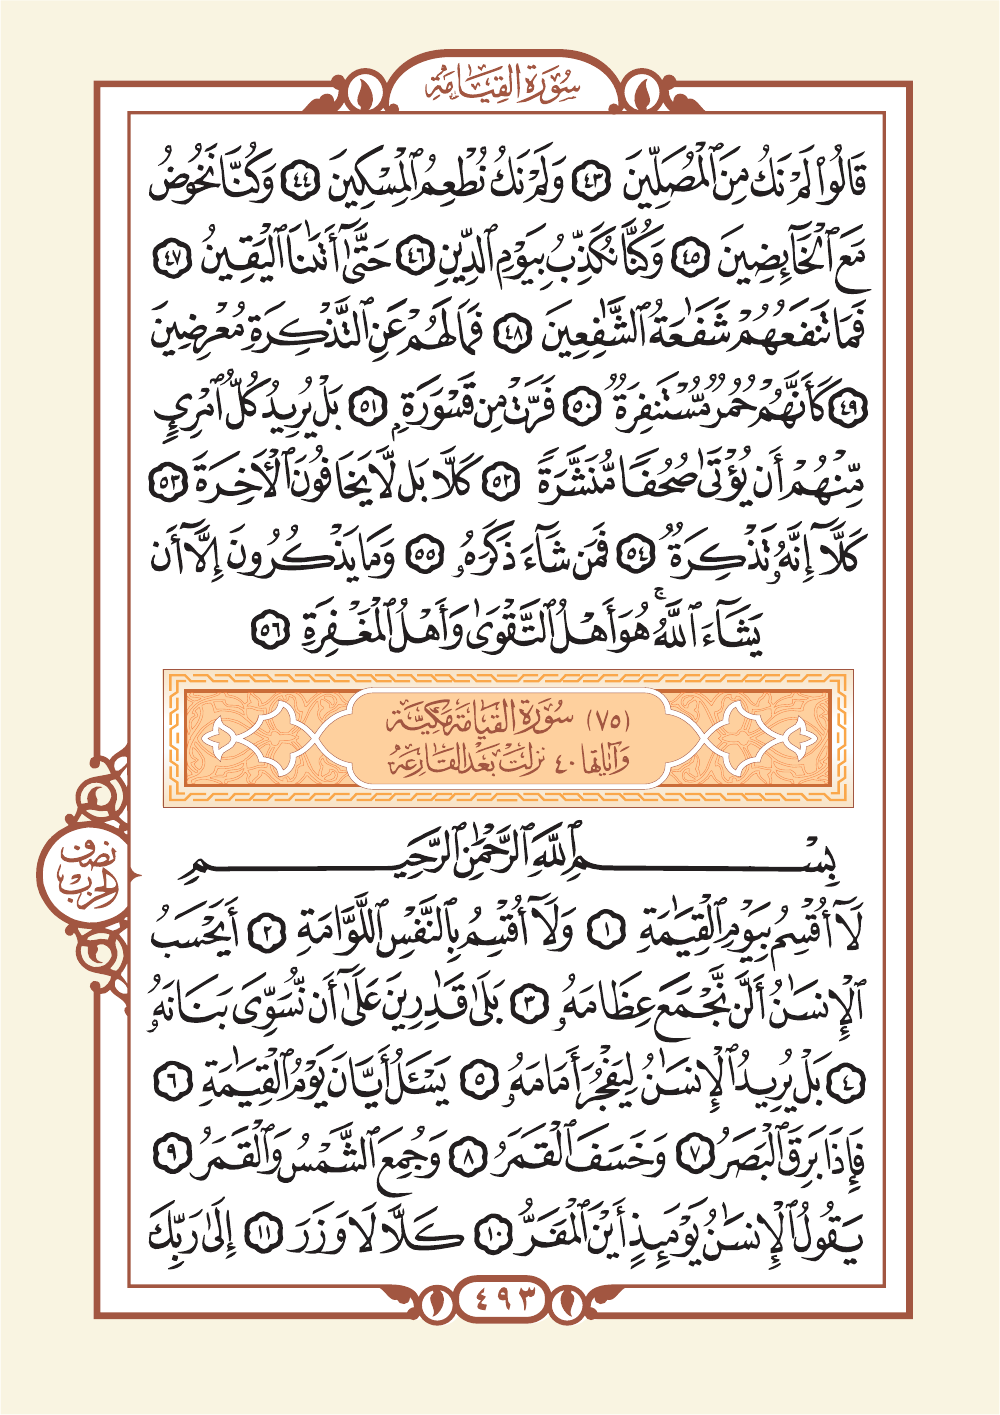 سُورَةُ القِيَامَةِ
قَالُوا۟ لَمْ نَكُ مِنَ ٱلْمُصَلِّينَ ٤٣ وَلَمْ نَكُ نُطْعِمُ ٱلْمِسْكِينَ ٤٤ وَكُنَّا نَخُوضُ
مَعَ ٱلْخَآئِضِينَ ٤٥ وَكُنَّا نُكَذِّبُ بِيَوْمِ ٱلدِّينِ ٤٦ حَتَّىٰٓ أَتَىٰنَا ٱلْيَقِينُ ٤٧
فَمَا تَنفَعُهُمْ شَفَٰعَةُ ٱلشَّٰفِعِينَ ٤٨ فَمَا لَهُمْ عَنِ ٱلتَّذْكِرَةِ مُعْرِضِينَ
٤٩ كَأَنَّهُمْ حُمُرٌ مُّسْتَنفِرَةٌ ٥٠ فَرَّتْ مِن قَسْوَرَةٍ ٥١ بَلْ يُرِيدُ كُلُّ ٱمْرِئٍ
مِّنْهُمْ أَن يُؤْتَىٰ صُحُفًا مُّنَشَّرَةً ٥٢ كَلَّا بَل لَّا يَخَافُونَ ٱلْأَخِرَةَ ٥٣
كَلَّآ إِنَّهُۥ تَذْكِرَةٌ ٥٤ فَمَن شَآءَ ذَكَرَهُۥ ٥٥ وَمَا يَذْكُرُونَ إِلَّآ أَن
يَشَآءَ ٱللَّهُ ۚ هُوَ أَهْلُ ٱلتَّقْوَىٰ وَأَهْلُ ٱلْمَغْفِرَةِ ٥٦
(٧٥) سُورَةُ القِيَامَةِ مَكِيَّة
وَآيَاتُهَا ٤٠ نَزَلَتْ بَعْدَ القَارِعَةِ
بِسْمِ ٱللَّهِ ٱلرَّحْمَٰنِ ٱلرَّحِيمِ
نصف
الحزب
لَآ أُقْسِمُ بِيَوْمِ ٱلْقِيَٰمَةِ ١ وَلَآ أُقْسِمُ بِٱلنَّفْسِ ٱللَّوَّامَةِ ٢ أَيَحْسَبُ
ٱلْإِنسَٰنُ أَلَّن نَّجْمَعَ عِظَامَهُۥ ٣ بَلَىٰ قَٰدِرِينَ عَلَىٰٓ أَن نُّسَوِّىَ بَنَانَهُۥ
٤ بَلْ يُرِيدُ ٱلْإِنسَٰنُ لِيَفْجُرَ أَمَامَهُۥ ٥ يَسْـَٔلُ أَيَّانَ يَوْمُ ٱلْقِيَٰمَةِ ٦
فَإِذَا بَرِقَ ٱلْبَصَرُ ٧ وَخَسَفَ ٱلْقَمَرُ ٨ وَجُمِعَ ٱلشَّمْسُ وَٱلْقَمَرُ ٩
يَقُولُ ٱلْإِنسَٰنُ يَوْمَئِذٍ أَيْنَ ٱلْمَفَرُّ ١٠ كَلَّا لَا وَزَرَ ١١ إِلَىٰ رَبِّكَ
٤٩٣